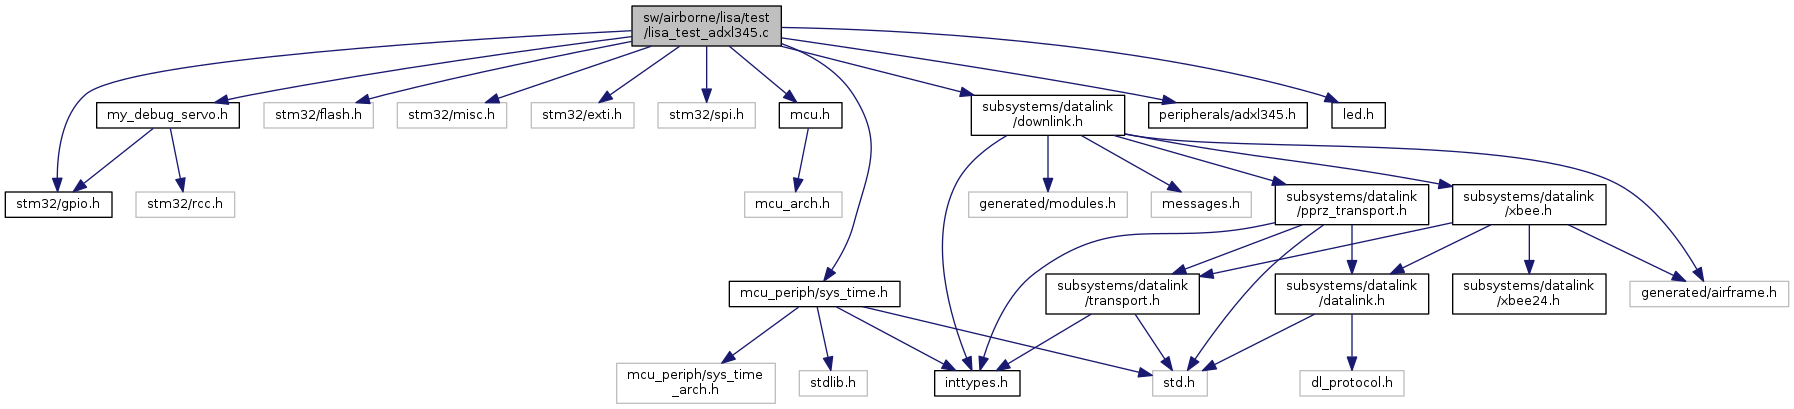 sw/airborne/lisa/test
/lisa_test_adxl345.c
my_debug_servo.h
stm32/flash.h
stm32/misc.h
stm32/exti.h
stm32/spi.h
mcu.h
subsystems/datalink
/downlink.h
peripherals/adxl345.h
led.h
stm32/gpio.h
stm32/rcc.h
mcu_arch.h
generated/modules.h
messages.h
subsystems/datalink
/pprz_transport.h
subsystems/datalink
/xbee.h
mcu_periph/sys_time.h
subsystems/datalink
/transport.h
subsystems/datalink
/datalink.h
subsystems/datalink
/xbee24.h
generated/airframe.h
mcu_periph/sys_time
_arch.h
stdlib.h
inttypes.h
std.h
dl_protocol.h